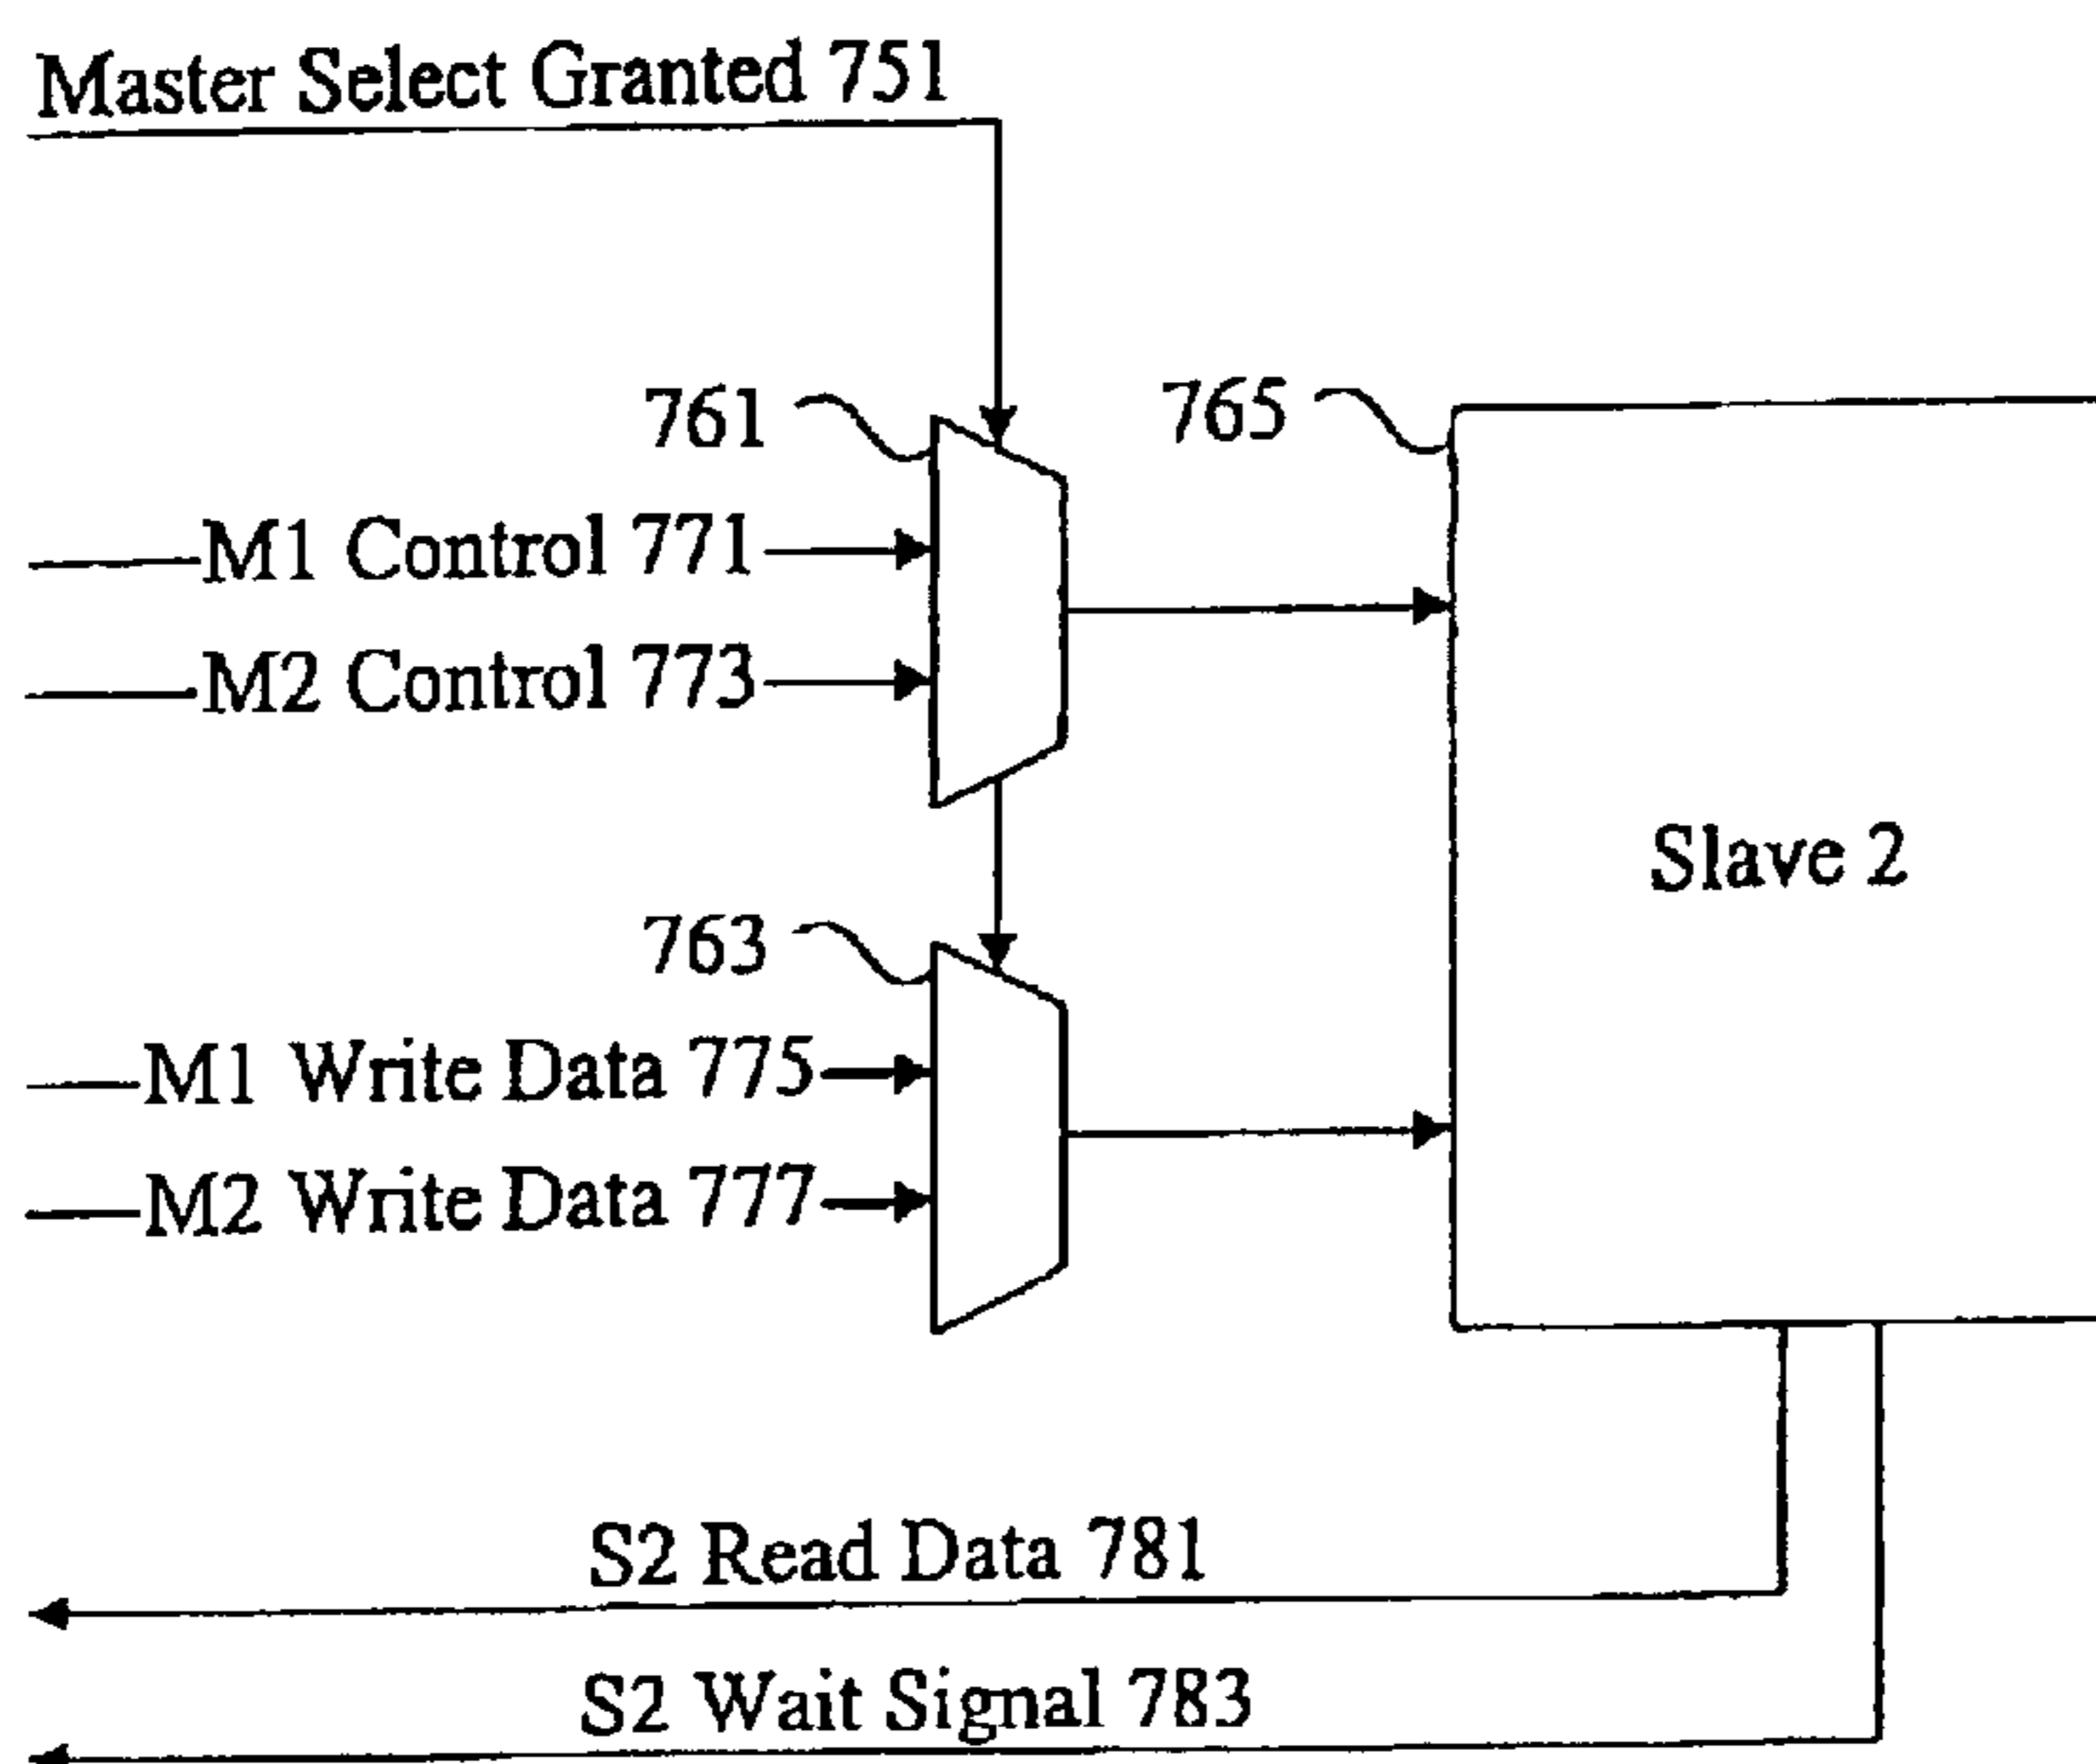 Master Select Granted 751
761
765
M1 Control 771
M2 Control 773
Slave 2
763
M1 Write Data 775
M2 Write Data 777
S2 Read Data 781
S2 Wait Signal 783